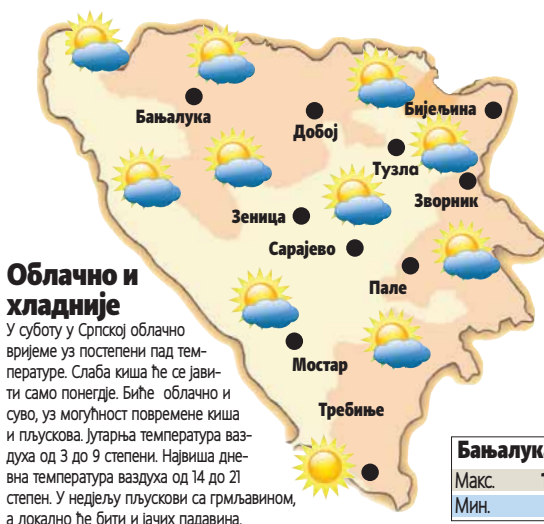 Бањалука
Добој
Бијељина
Тузла
Зворник
Зеница
Сарајево
Пале
Мостар
Требиње
Облачно и
хладније
У суботу у Српској облачно
вријеме уз постепени пад тем-
пературе. Слаба киша ће се јави-
ти само понегдје. Биће облачно и
суво, уз могућност повремене киша
и пљускова. Јутарња температура ваз-
духа од 3 до 9 степени. Највиша дне-
вна температура ваздуха од 14 до 21
степен. У недјељу пљускови са грмљавином,
а локално ће бити и јачих падавина.
Бањалука
Макс.
Мин.